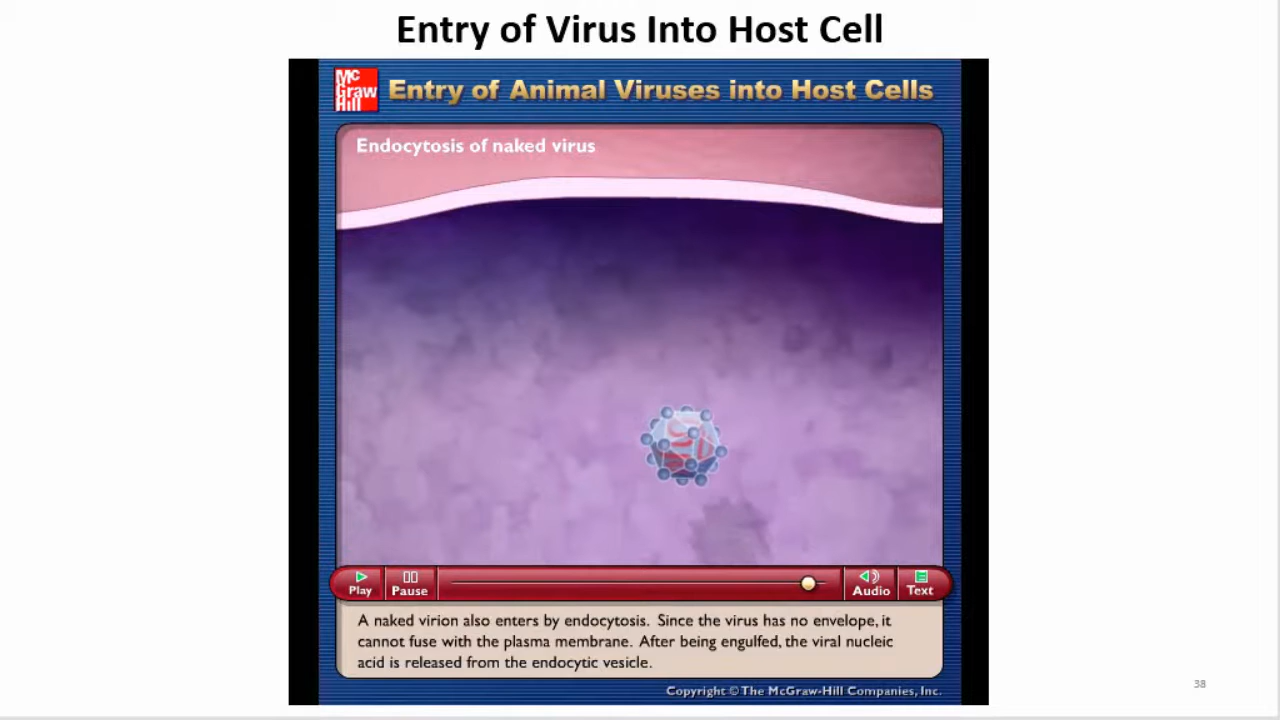 Entry of Virus Into Host Cell
Mc
Graw
Hill
Entry of Animal Viruses into Host Cells
Endocytosis of naked virus
Play
Pause
Audio
Text
A naked virion also enters by endocytosis. Since the virus has no envelope, it
cannot fuse with the plasma membrane. After being engulfed, the viral nucleic
acid is released from the endocytic vesicle.
Copyright © The McGraw-Hill Companies, Inc.
38